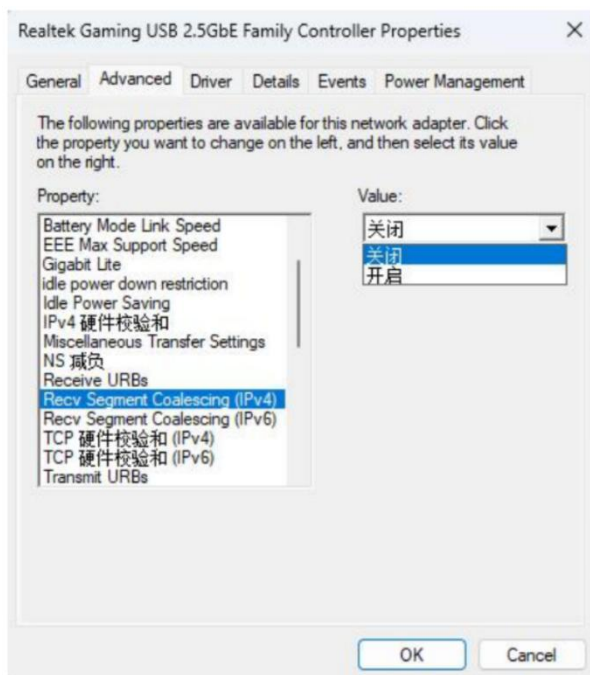 Realtek Gaming USB 2.5GbE Family Controller Properties
General Advanced Driver Details Events Power Management
The following properties are available for this network adapter. Click
the property you want to change on the left, and then select its value
on the right.
Property:
Value:
Battery Mode Link Speed
EEE Max Support Speed
Gigabit Lite
idle power down restriction
Idle Power Saving
IPv4 硬件校验和
Miscellaneous Transfer Settings
NS 减负
Receive URBs
Recv Segment Coalescing (IPv4)
Recv Segment Coalescing (IPv6)
TCP 硬件校验和 (IPv4)
TCP 硬件校验和 (IPv6)
Transmit URBs
关闭
关闭
开启
OK Cancel